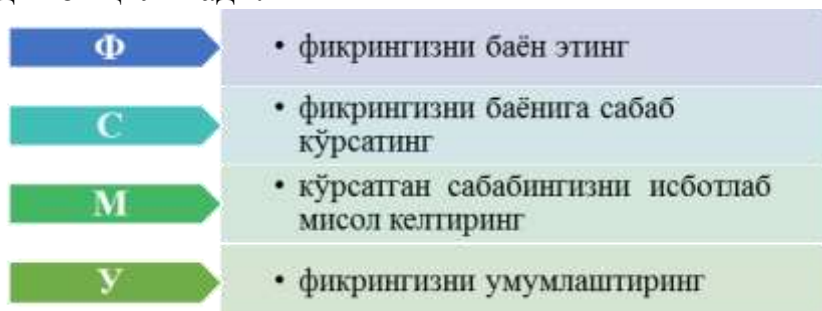 Ф
• фикрингизни баён этинг
С
• фикрингизни баёнига сабаб
кўрсатинг
М
• кўрсатган сабабингизни исботлаб
мисол келтиринг
У
• фикрингизни умумлаштиринг